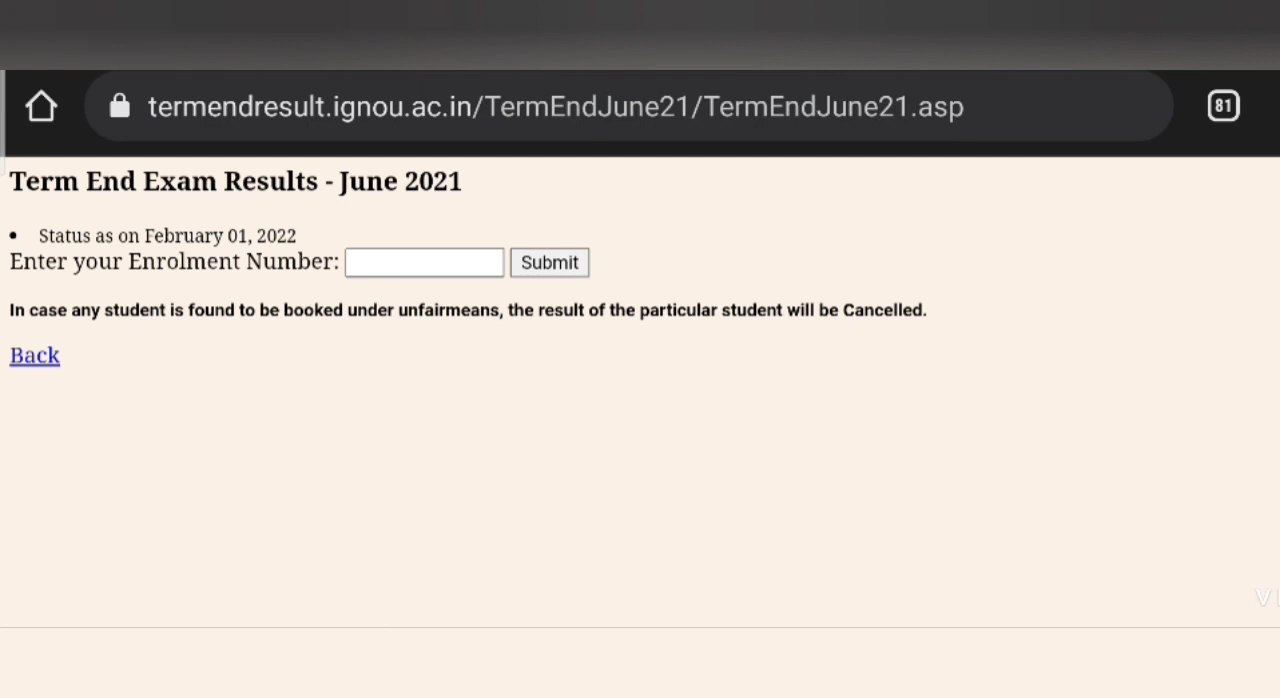 termendresult.ignou.ac.in/TermEndJune21/TermEndJune21.asp
81
Term End Exam Results - June 2021
• Status as on February 01, 2022
Enter your Enrolment Number: Submit
In case any student is found to be booked under unfairmeans, the result of the particular student will be Cancelled.
Back